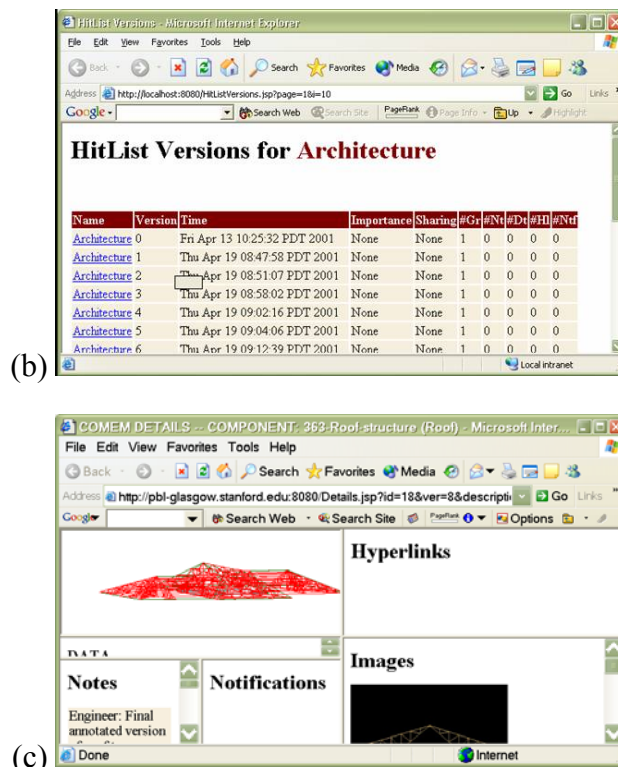 HitList Versions - Microsoft Internet Explorer
File Edit View Favorites Tools Help
Back Search Favorites Media
Address http://localhost:8080/HitListVersions.jsp?page=1&i=10 Go Links
Google Search Web Search Site PageRank Page Info Up Highlight
HitList Versions for Architecture
Name Version Time Importance Sharing #Gr #Nt #Dt #Hl #Ntf
Architecture 0 Fri Apr 13 10:25:32 PDT 2001 None None 1 0 0 0 0
Architecture 1 Thu Apr 19 08:47:58 PDT 2001 None None 1 0 0 0 0
Architecture 2 Thu Apr 19 08:51:07 PDT 2001 None None 1 0 0 0 0
Architecture 3 Thu Apr 19 08:58:02 PDT 2001 None None 1 0 0 0 0
Architecture 4 Thu Apr 19 09:02:16 PDT 2001 None None 1 0 0 0 0
Architecture 5 Thu Apr 19 09:04:06 PDT 2001 None None 1 0 0 0 0
Architecture 6 Thu Apr 19 09:12:39 PDT 2001 None None 1 0 0 0 0
(b)
Local intranet
COMEM DETAILS -- COMPONENT: 363-Roof-structure (Roof) - Microsoft Inter...
File Edit View Favorites Tools Help
Back Search Favorites Media
Address http://pbl-glasgow.stanford.edu:8080/Details.jsp?id=18&ver=8&descripti Go Links
Google Search Web Search Site PageRank Options
Hyperlinks
DATA
Images
Notes Notifications
Engineer: Final
annotated version
(c)
Done Internet